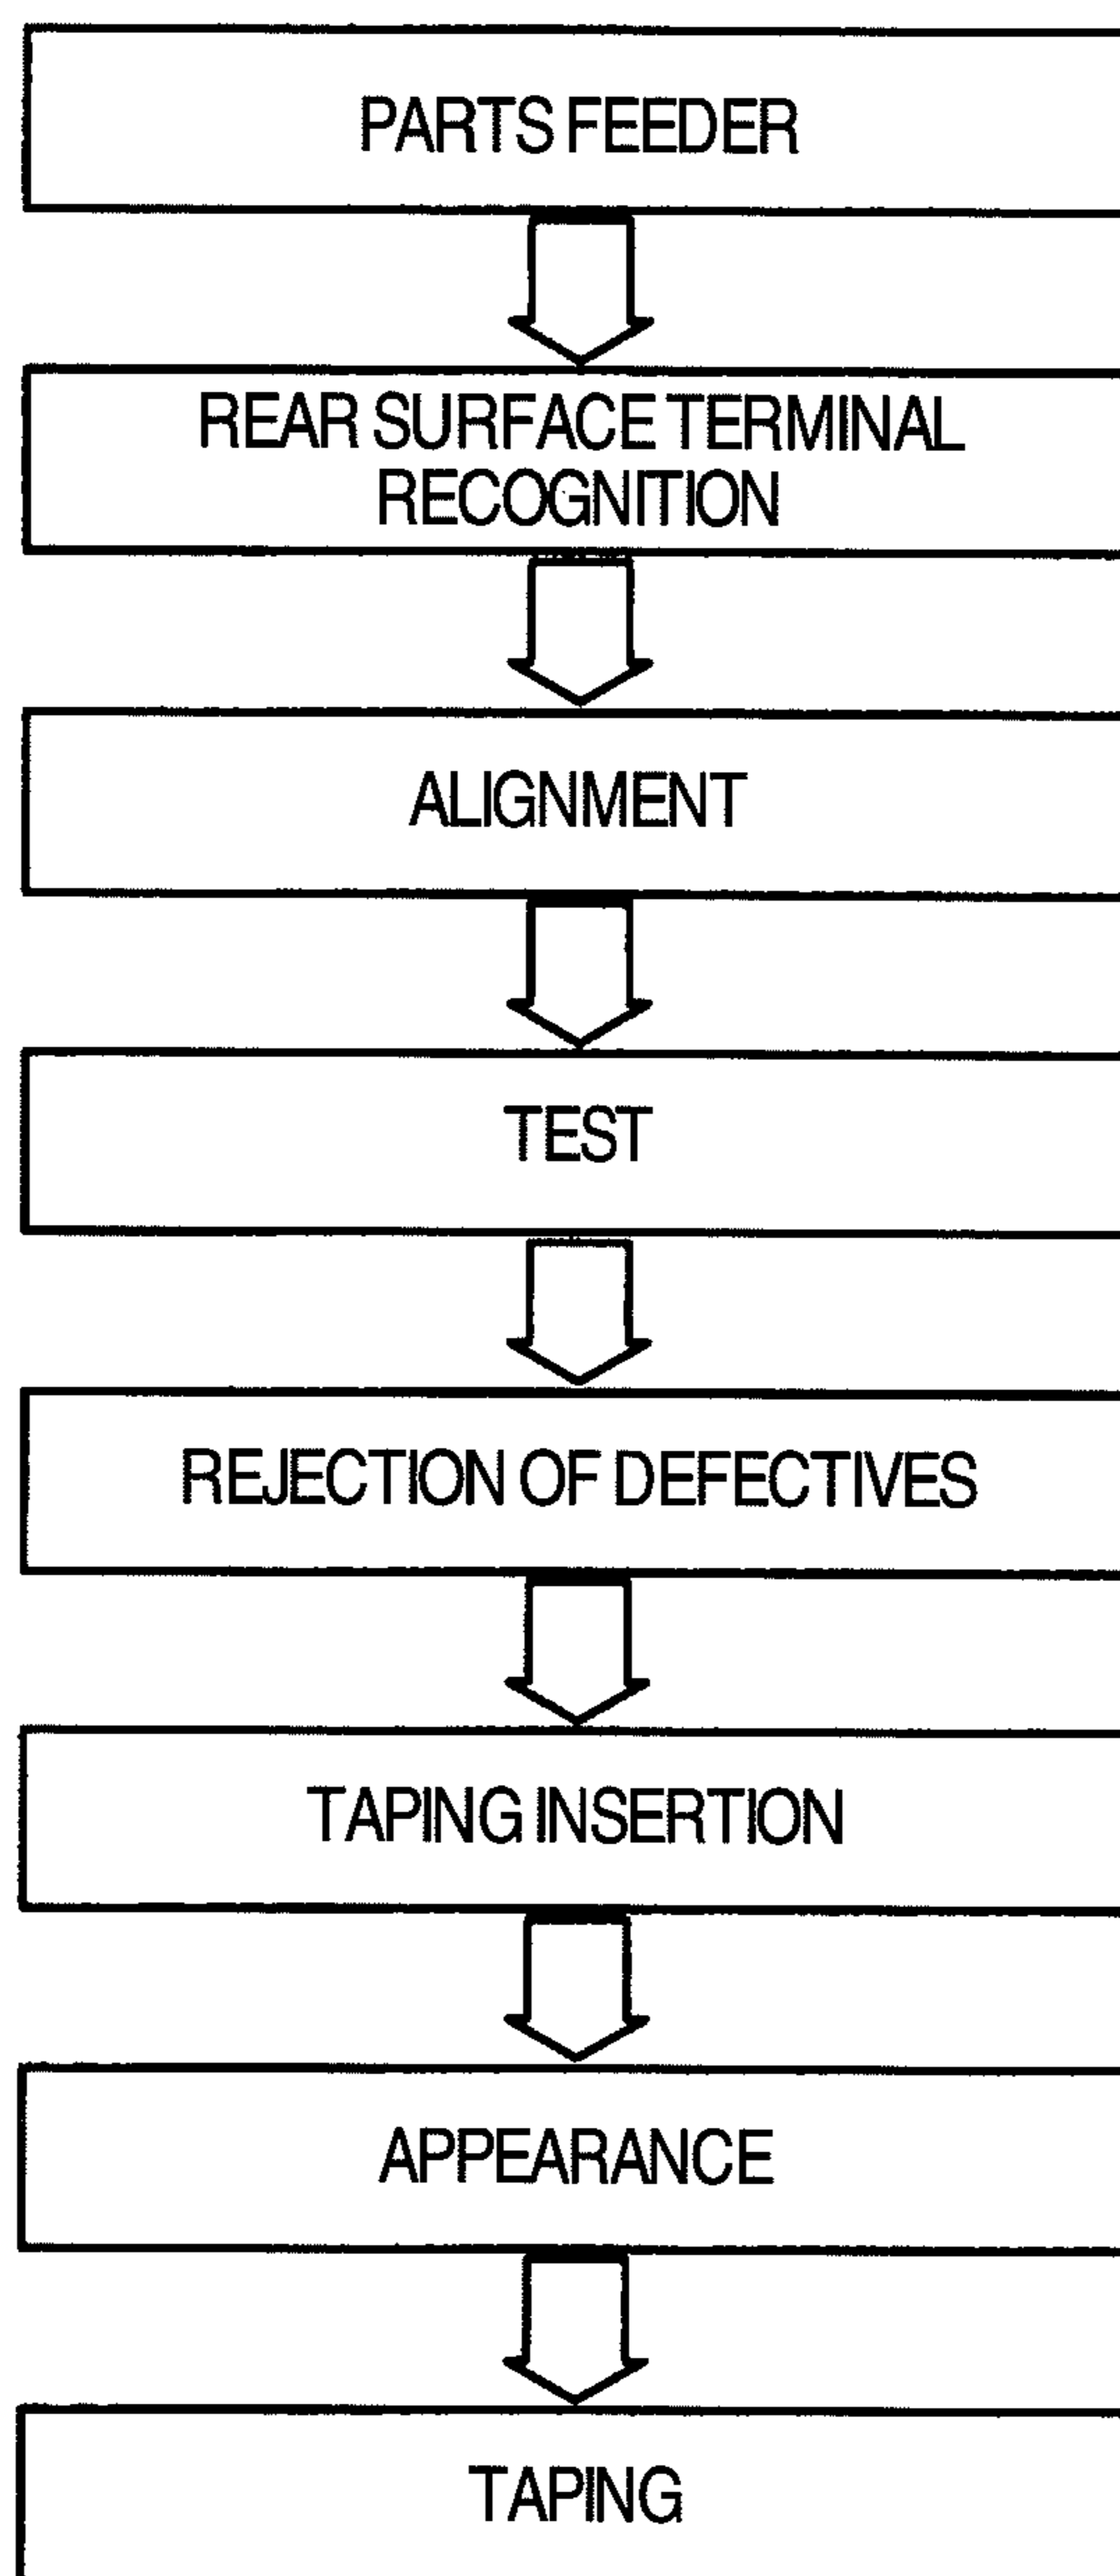 PARTS FEEDER
REAR SURFACE TERMINAL
RECOGNITION
ALIGNMENT
TEST
REJECTION OF DEFECTIVES
TAPING INSERTION
APPEARANCE
TAPING